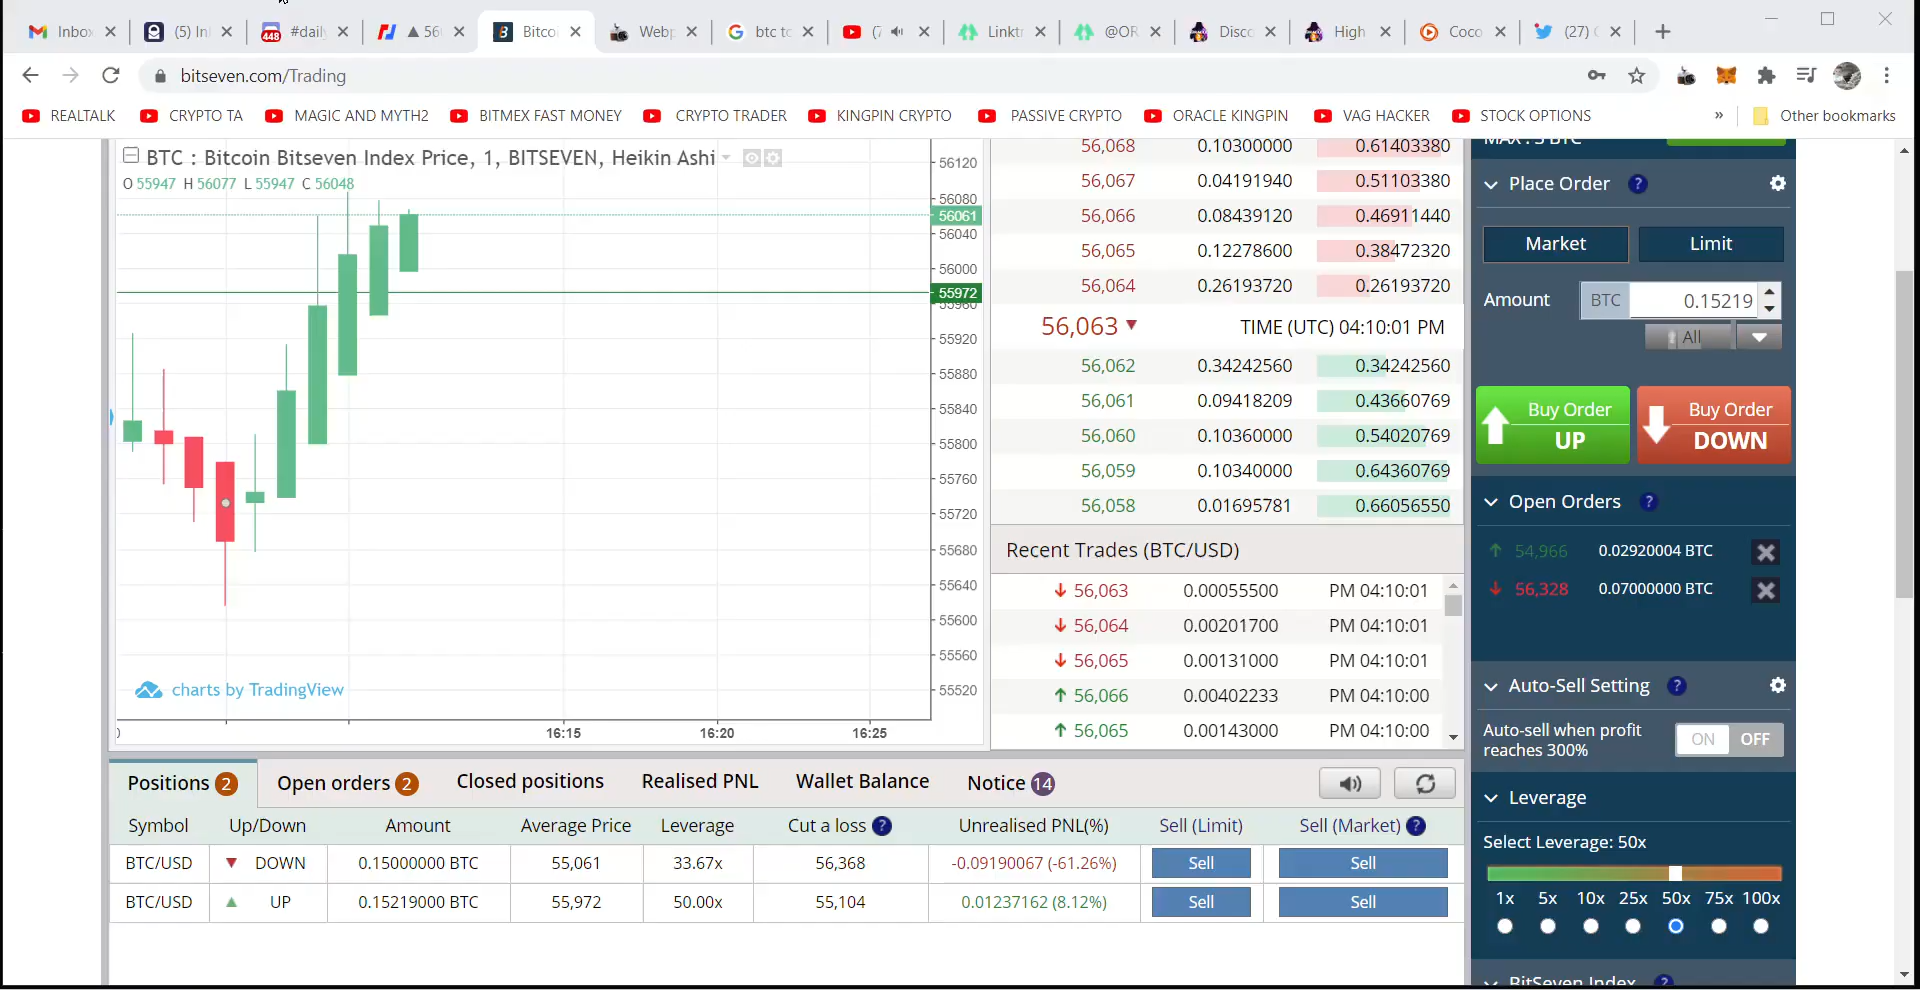 Inbo
(5) In
448
#dail
▲ 56
Bitco
Webp
btc to
(7
Linktr
@OR
Disco
High
Coco
(27)
bitseven.com/Trading
REALTALK
CRYPTO TA
MAGIC AND MYTH2
BITMEX FAST MONEY
CRYPTO TRADER
KINGPIN CRYPTO
PASSIVE CRYPTO
ORACLE KINGPIN
VAG HACKER
STOCK OPTIONS
»
Other bookmarks
BTC : Bitcoin Bitseven Index Price, 1, BITSEVEN, Heikin Ashi
O 55947 H 56077 L 55947 C 56048
56120
56080
56061
56040
56000
55972
55920
55880
55840
55800
55760
55720
55680
55640
55600
55560
55520
charts by TradingView
16:15
16:20
16:25
56,068 0.10300000 0.61403380
56,067 0.04191940 0.51103380
56,066 0.08439120 0.46911440
56,065 0.12278600 0.38472320
56,064 0.26193720 0.26193720
56,063 ▼ TIME (UTC) 04:10:01 PM
56,062 0.34242560 0.34242560
56,061 0.09418209 0.43660769
56,060 0.10360000 0.54020769
56,059 0.10340000 0.64360769
56,058 0.01695781 0.66056550
Recent Trades (BTC/USD)
56,063 0.00055500 PM 04:10:01
56,064 0.00201700 PM 04:10:01
56,065 0.00131000 PM 04:10:01
56,066 0.00402233 PM 04:10:00
56,065 0.00143000 PM 04:10:00
Place Order ?
Market
Limit
Amount BTC 0.15219
All
Buy Order
UP
Buy Order
DOWN
Open Orders ?
54,966 0.02920004 BTC
56,328 0.07000000 BTC
Auto-Sell Setting ?
Auto-sell when profit
reaches 300%
ON OFF
Leverage
Select Leverage: 50x
1x 5x 10x 25x 50x 75x 100x
BitSeven Index ?
Positions 2
Open orders 2
Closed positions
Realised PNL
Wallet Balance
Notice 14
Symbol Up/Down Amount Average Price Leverage Cut a loss ? Unrealised PNL(%) Sell (Limit) Sell (Market) ?
BTC/USD ▼ DOWN 0.15000000 BTC 55,061 33.67x 56,368 -0.09190067 (-61.26%) Sell Sell
BTC/USD ▲ UP 0.15219000 BTC 55,972 50.00x 55,104 0.01237162 (8.12%) Sell Sell